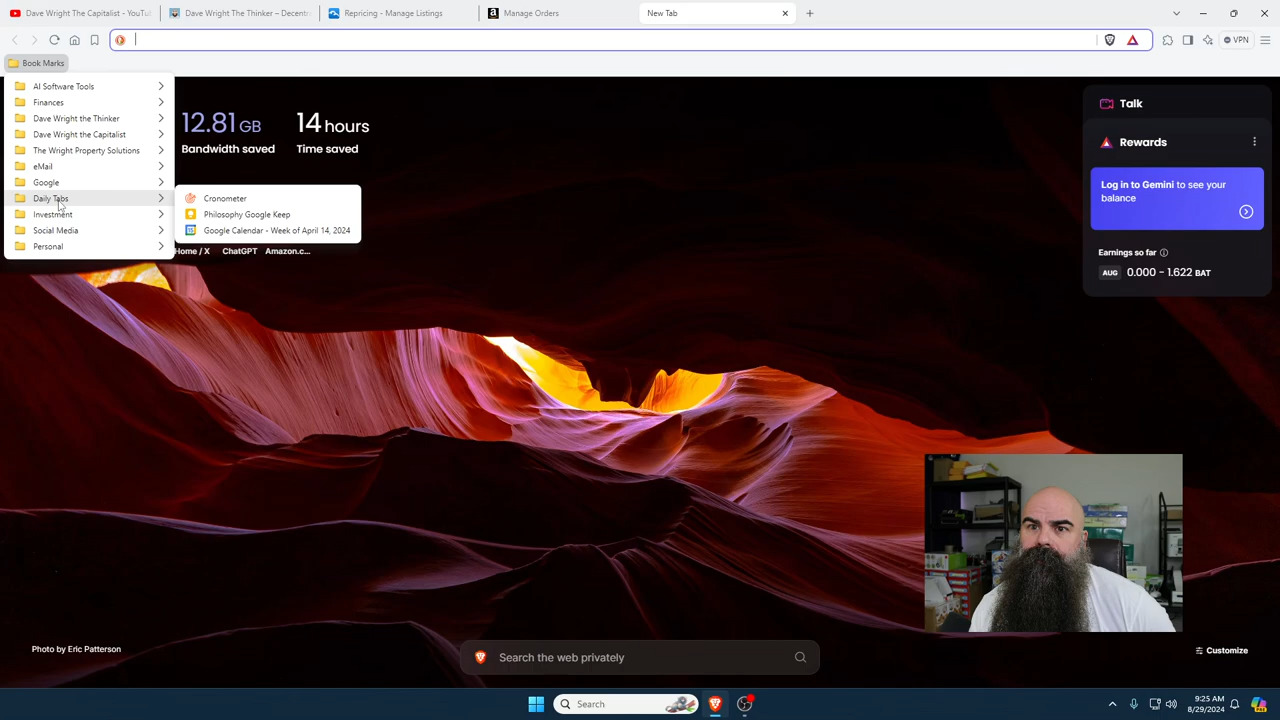 Dave Wright The Capitalist - YouTu
Dave Wright The Thinker – Decentr
Repricing - Manage Listings
Manage Orders
New Tab
VPN
Book Marks
AI Software Tools
Finances
Dave Wright the Thinker
Dave Wright the Capitalist
The Wright Property Solutions
eMail
Google
Daily Tabs
Investment
Social Media
Personal
Cronometer
Philosophy Google Keep
Google Calendar - Week of April 14, 2024
12.81 GB
Bandwidth saved
14 hours
Time saved
Home / X
ChatGPT
Amazon.c...
Talk
Rewards
Log in to Gemini to see your
balance
Earnings so far
AUG 0.000 - 1.622 BAT
Photo by Eric Patterson
Search the web privately
Customize
Search
9:25 AM
8/29/2024